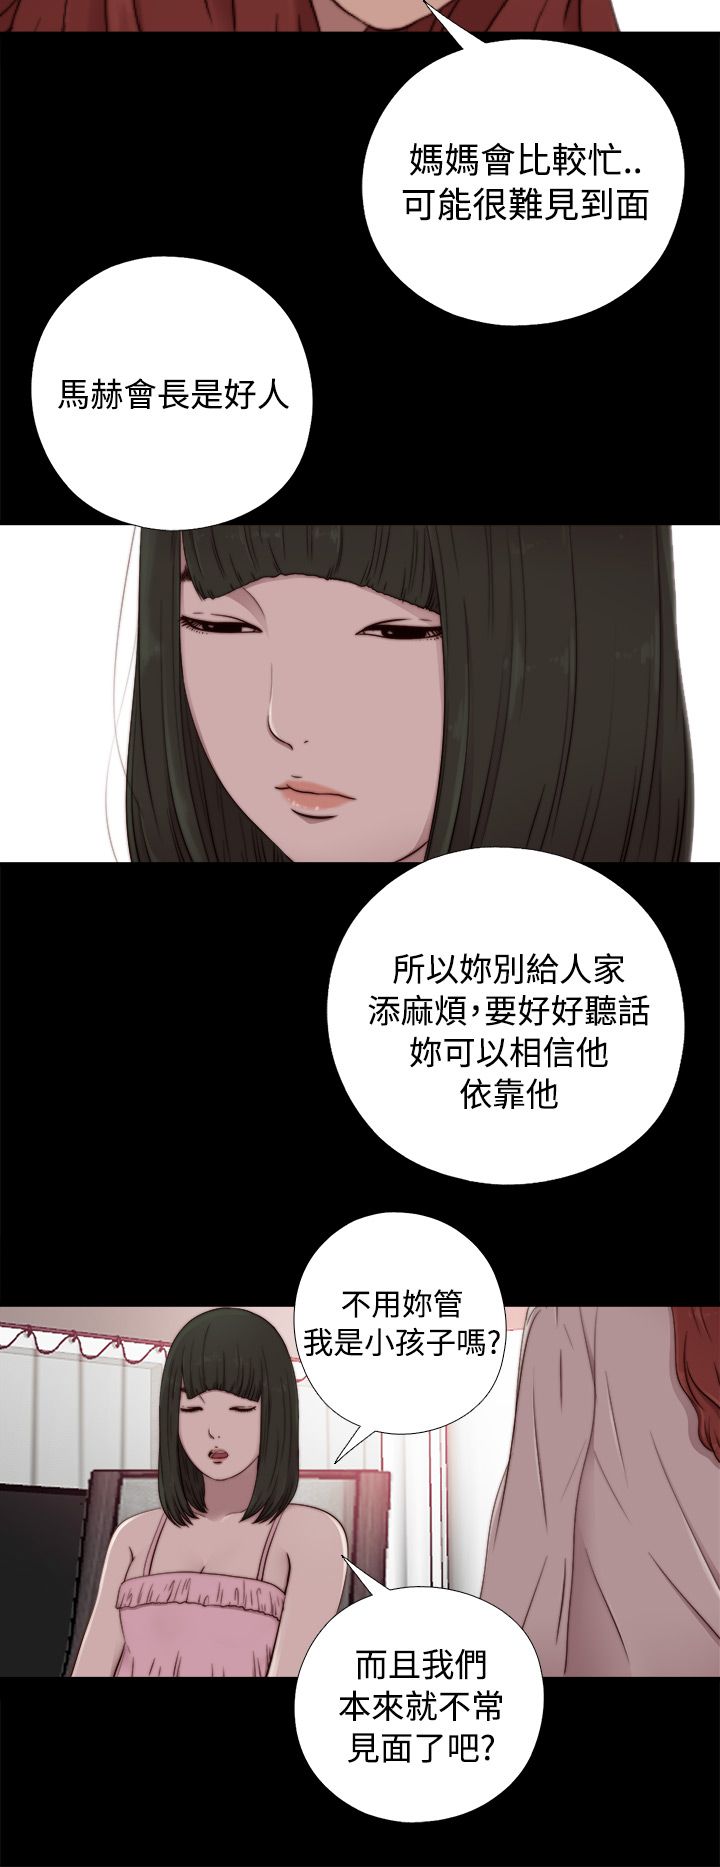 媽媽會比較忙..
可能很難見到面
馬赫會長是好人
所以妳別給人家
添麻煩，要好好聽話
妳可以相信他
依靠他
不用妳管
我是小孩子嗎?
而且我們
本來就不常
見面了吧?